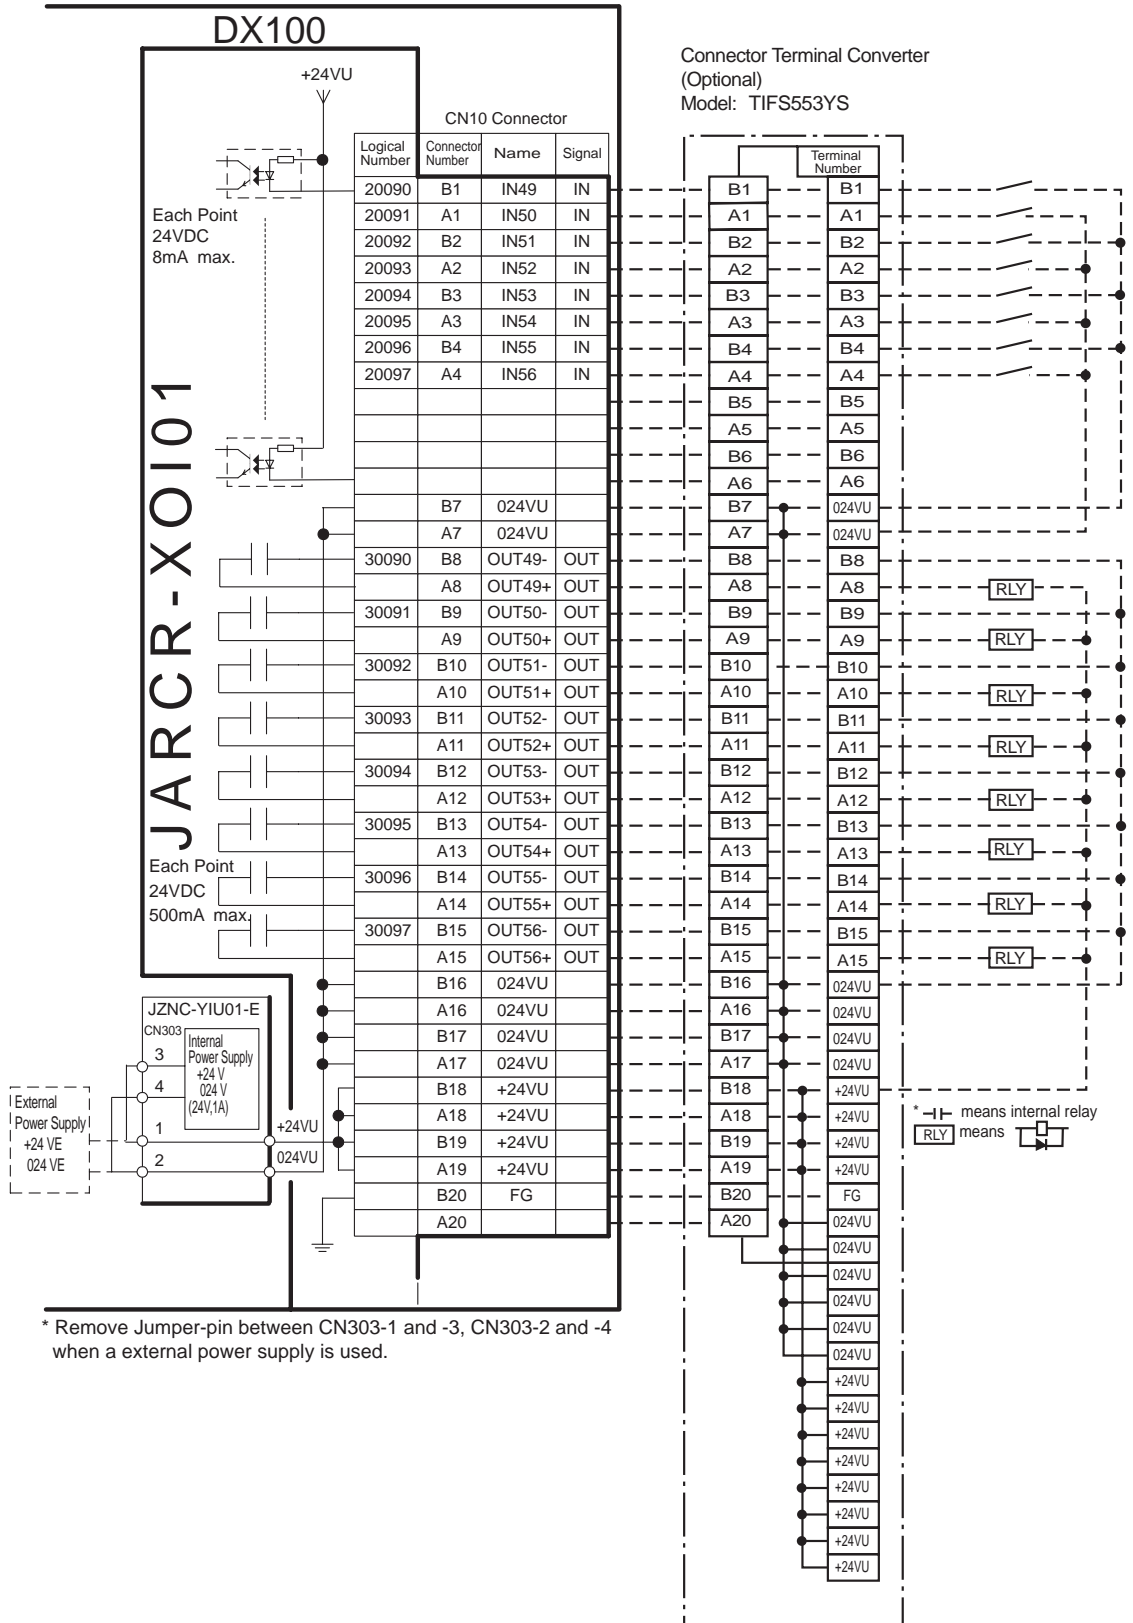 DX100
Connector Terminal Converter
(Optional)
Model: TIFS553YS
+24VU
CN10 Connector
Logical Number Connector Number Name Signal
Terminal Number
20090 B1 IN49 IN B1 B1
20091 A1 IN50 IN A1 A1
20092 B2 IN51 IN B2 B2
20093 A2 IN52 IN A2 A2
20094 B3 IN53 IN B3 B3
20095 A3 IN54 IN A3 A3
20096 B4 IN55 IN B4 B4
20097 A4 IN56 IN A4 A4
B5 B5
A5 A5
B6 B6
A6 A6
B7 024VU B7 024VU
A7 024VU A7 024VU
30090 B8 OUT49- OUT B8 B8
A8 OUT49+ OUT A8 A8 RLY
30091 B9 OUT50- OUT B9 B9
A9 OUT50+ OUT A9 A9 RLY
30092 B10 OUT51- OUT B10 B10
A10 OUT51+ OUT A10 A10 RLY
30093 B11 OUT52- OUT B11 B11
A11 OUT52+ OUT A11 A11 RLY
30094 B12 OUT53- OUT B12 B12
A12 OUT53+ OUT A12 A12 RLY
30095 B13 OUT54- OUT B13 B13
A13 OUT54+ OUT A13 A13 RLY
30096 B14 OUT55- OUT B14 B14
A14 OUT55+ OUT A14 A14 RLY
30097 B15 OUT56- OUT B15 B15
A15 OUT56+ OUT A15 A15 RLY
B16 024VU B16 024VU
A16 024VU A16 024VU
B17 024VU B17 024VU
A17 024VU A17 024VU
B18 +24VU B18 +24VU
A18 +24VU A18 +24VU
B19 +24VU B19 +24VU
A19 +24VU A19 +24VU
B20 FG B20 FG
A20 A20 024VU
024VU
024VU
024VU
024VU
024VU
+24VU
+24VU
+24VU
+24VU
+24VU
+24VU
+24VU
+24VU
Each Point
24VDC
8mA max.
JARCR-XOI01
Each Point
24VDC
500mA max.
JZNC-YIU01-E
CN303
Internal
Power Supply
+24 V
024 V
(24V,1A)
3
4
1
2
+24VU
024VU
External
Power Supply
+24 VE
024 VE
* means internal relay
RLY means
* Remove Jumper-pin between CN303-1 and -3, CN303-2 and -4
when a external power supply is used.